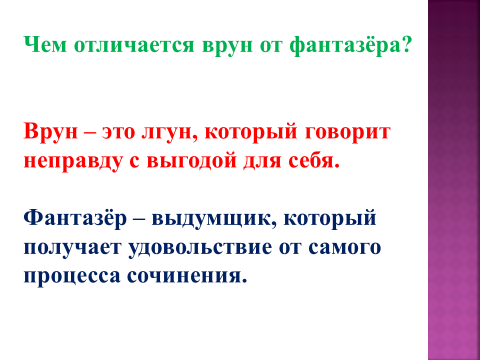 Чем отличается врун от фантазёра?
Врун – это лгун, который говорит
неправду с выгодой для себя.
Фантазёр – выдумщик, который
получает удовольствие от самого
процесса сочинения.